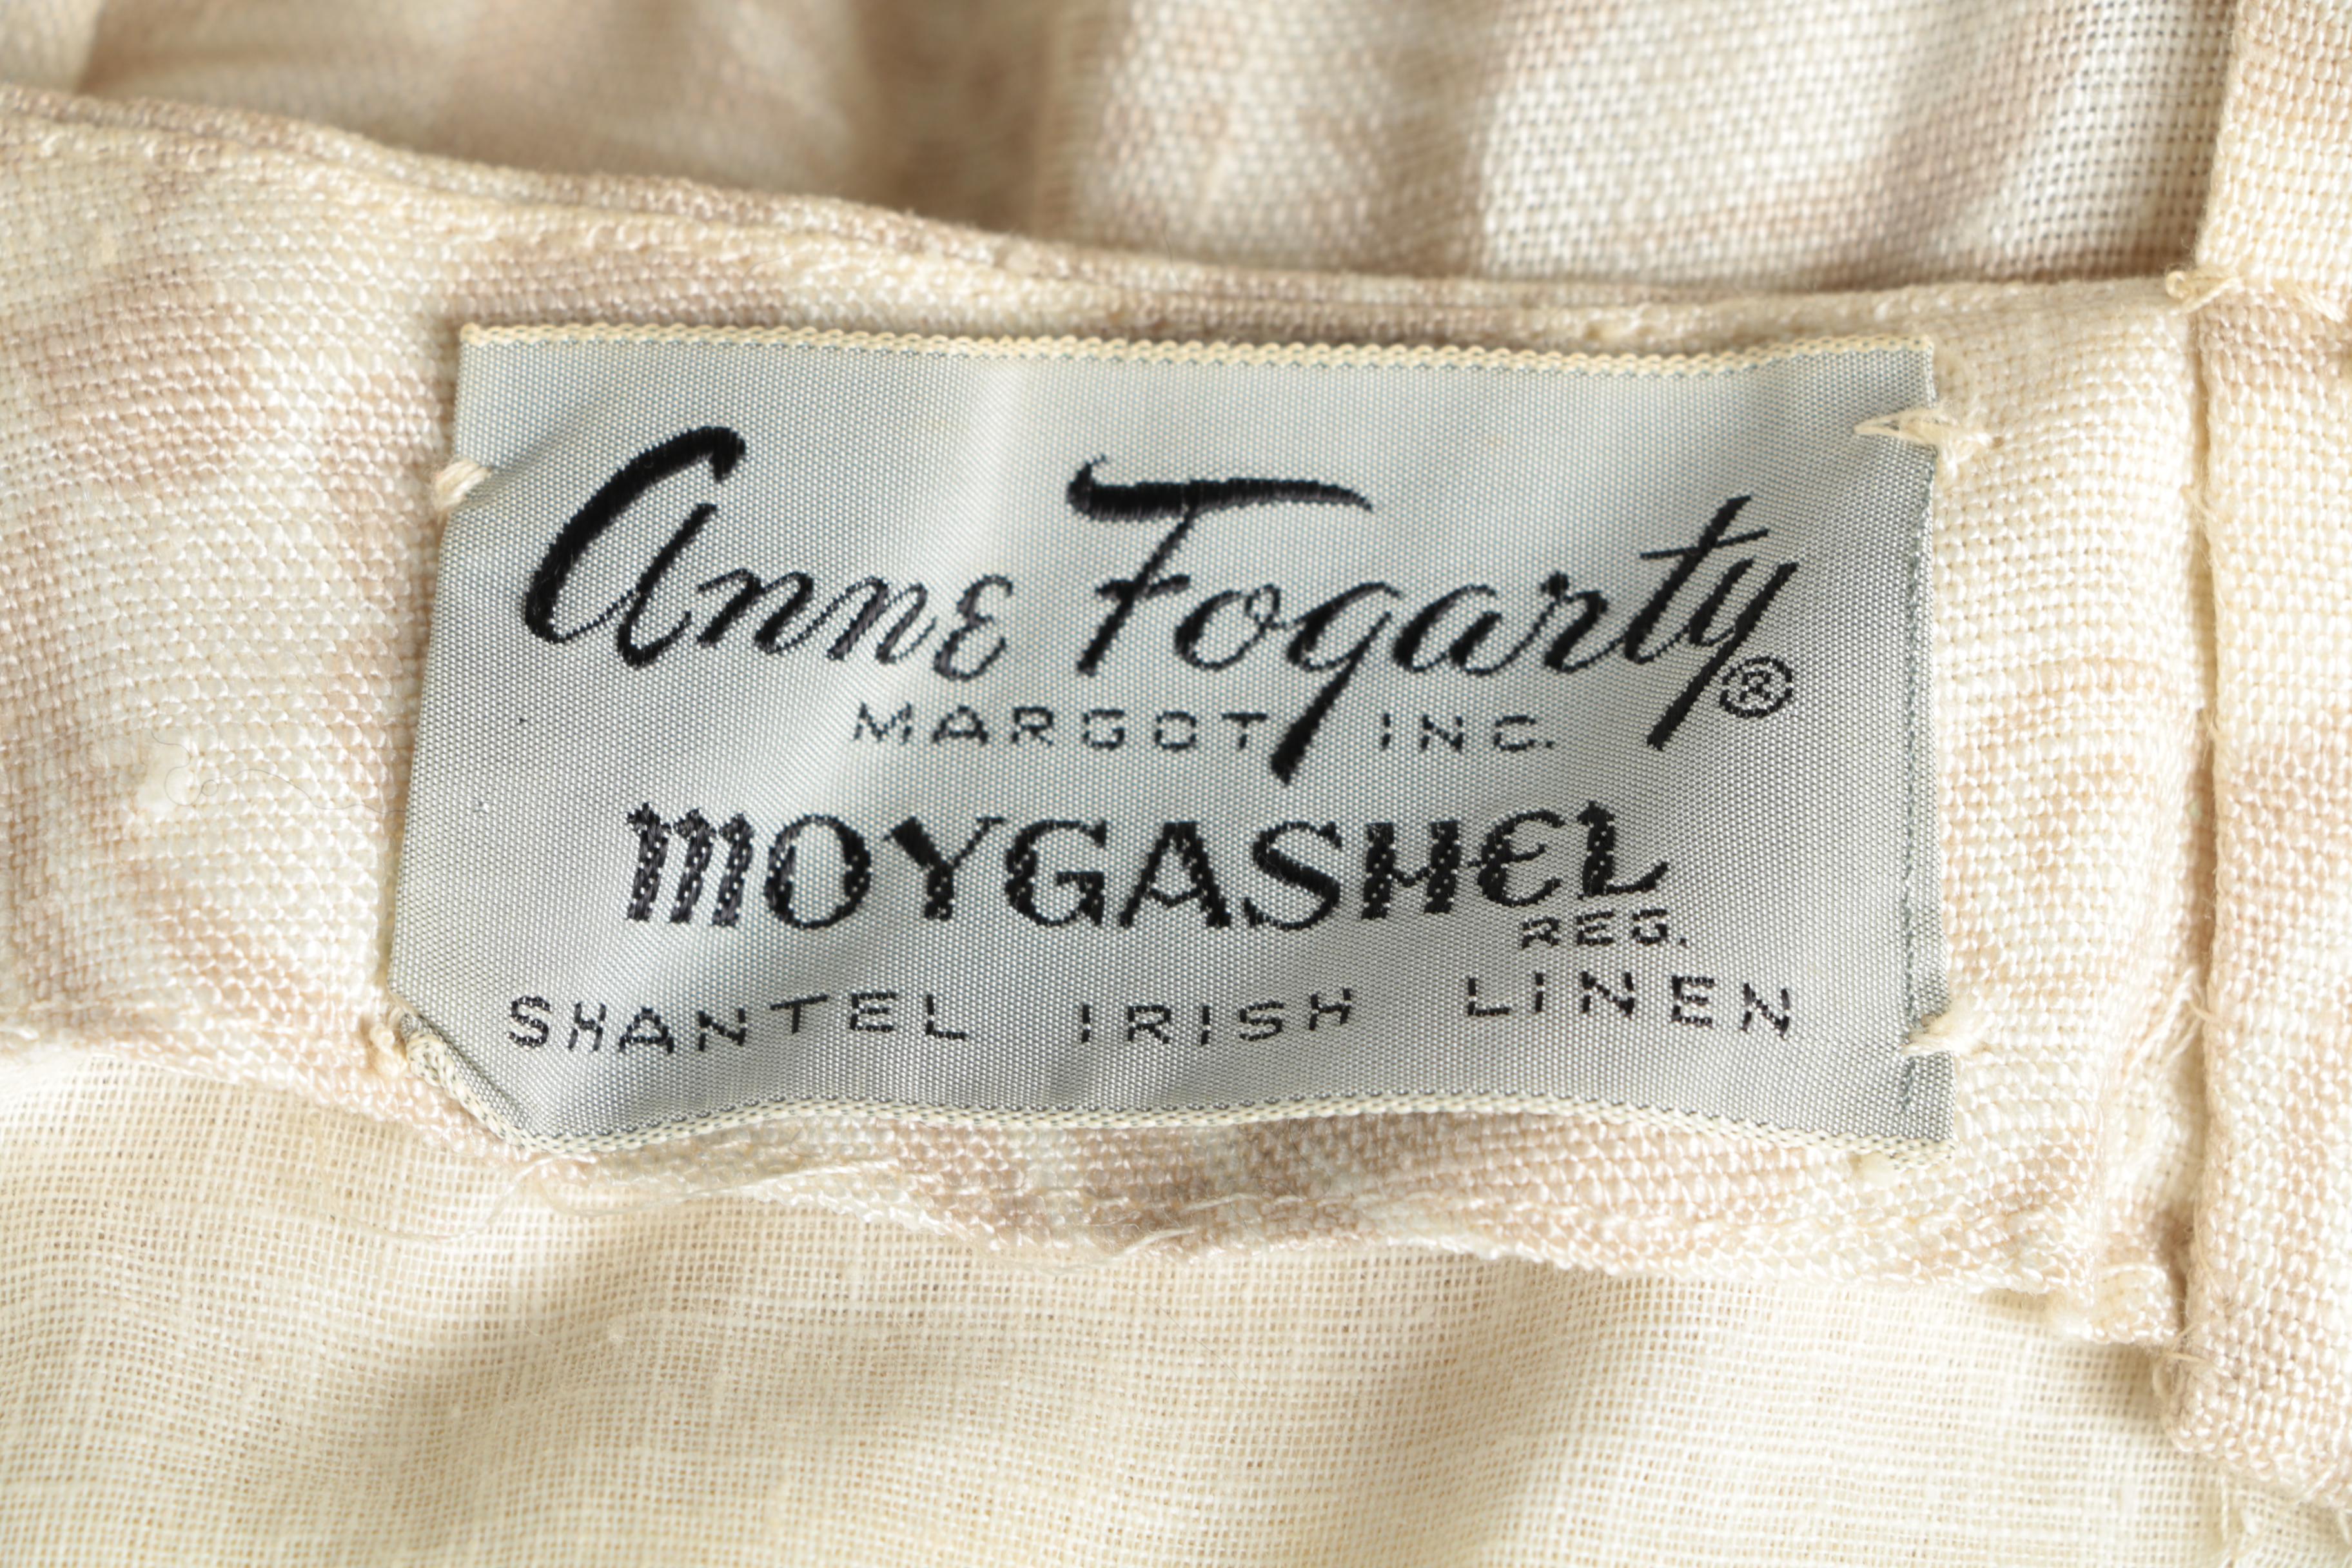 Anne Fogarty®
MARGOT INC.
MOYGASHEL
REG.
SHANTEL IRISH LINEN